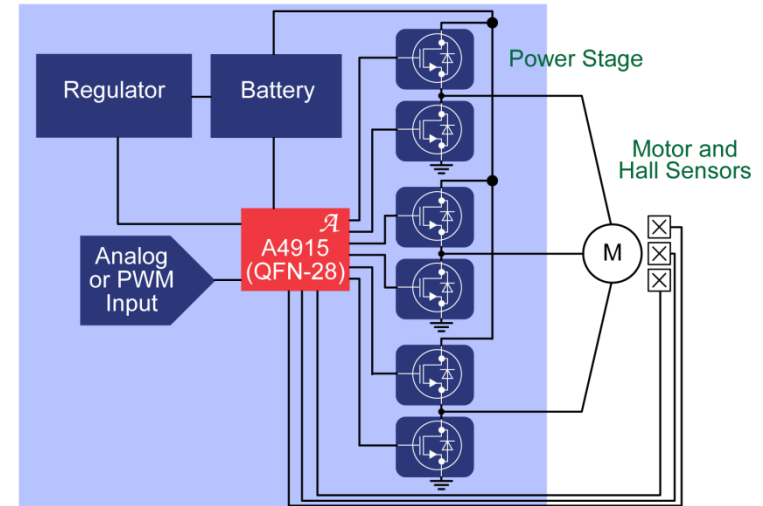 Regulator
Battery
Power Stage
Motor and
Hall Sensors
A
A4915
(QFN-28)
Analog
or PWM
Input
M